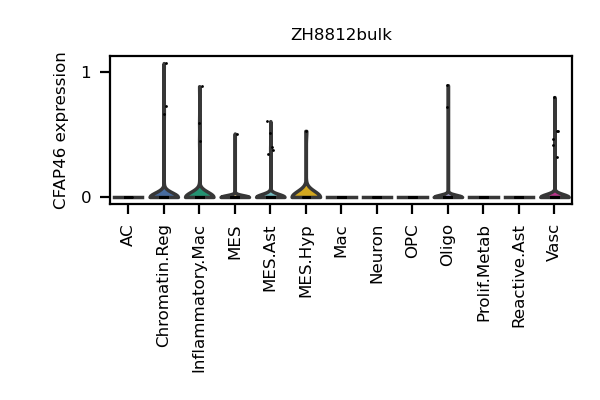 ZH8812bulk
CFAP46 expression
1
0
AC
Chromatin.Reg
Inflammatory.Mac
MES
MES.Ast
MES.Hyp
Mac
Neuron
OPC
Oligo
Prolif.Metab
Reactive.Ast
Vasc